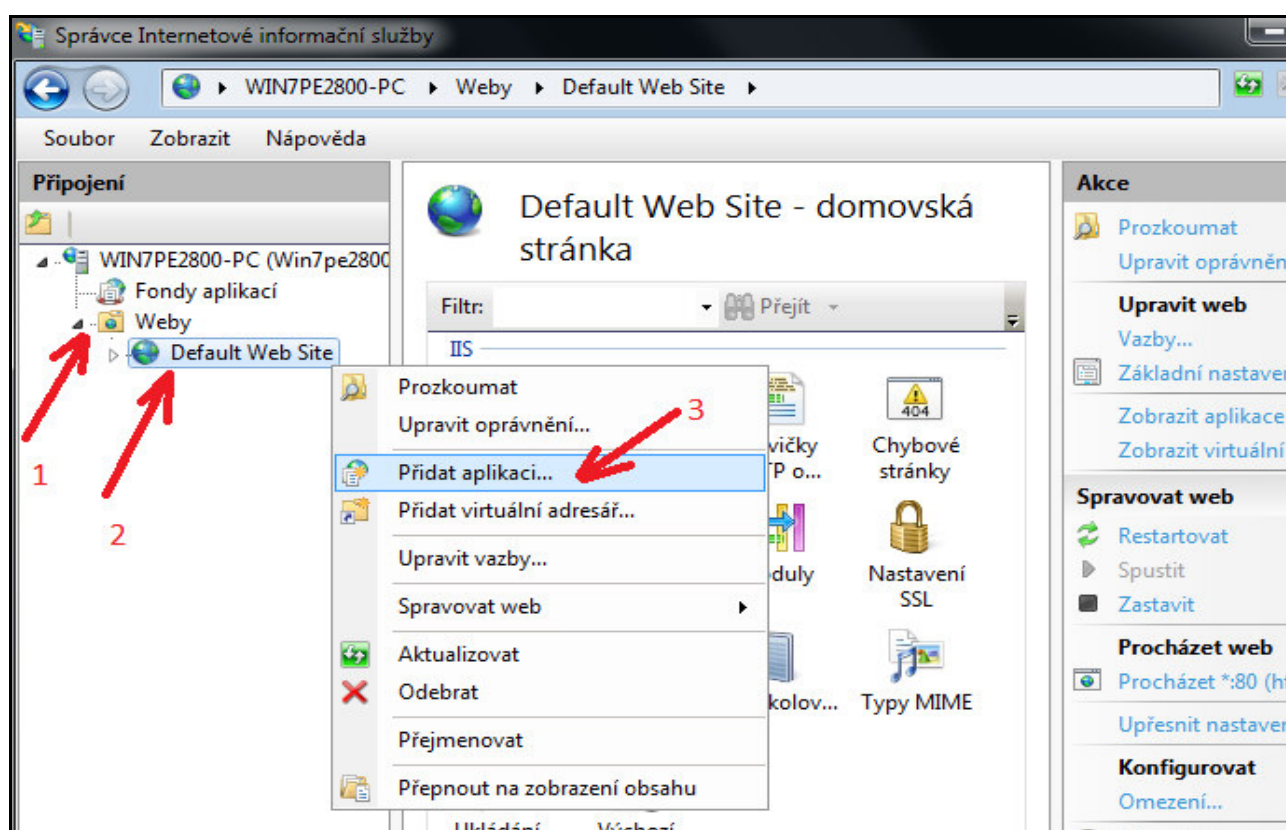 Správce Internetové informační služby
WIN7PE2800-PC Weby Default Web Site
Soubor Zobrazit Nápověda
Připojení
WIN7PE2800-PC (Win7pe2800
Fondy aplikací
Weby
Default Web Site
1
2
Default Web Site - domovská
stránka
Filtr: Přejít
IIS
vičky
TP o...
Chybové
stránky
404
duly
Nastavení
SSL
kolov...
Typy MIME
Výchozí
Prozkoumat
Upravit oprávnění...
3
Přidat aplikaci...
Přidat virtuální adresář...
Upravit vazby...
Spravovat web
Aktualizovat
Odebrat
Přejmenovat
Přepnout na zobrazení obsahu
Akce
Prozkoumat
Upravit oprávněn
Upravit web
Vazby...
Základní nastaver
Zobrazit aplikace
Zobrazit virtuální
Spravovat web
Restartovat
Spustit
Zastavit
Procházet web
Procházet *:80 (ht
Upřesnit nastaver
Konfigurovat
Omezení...